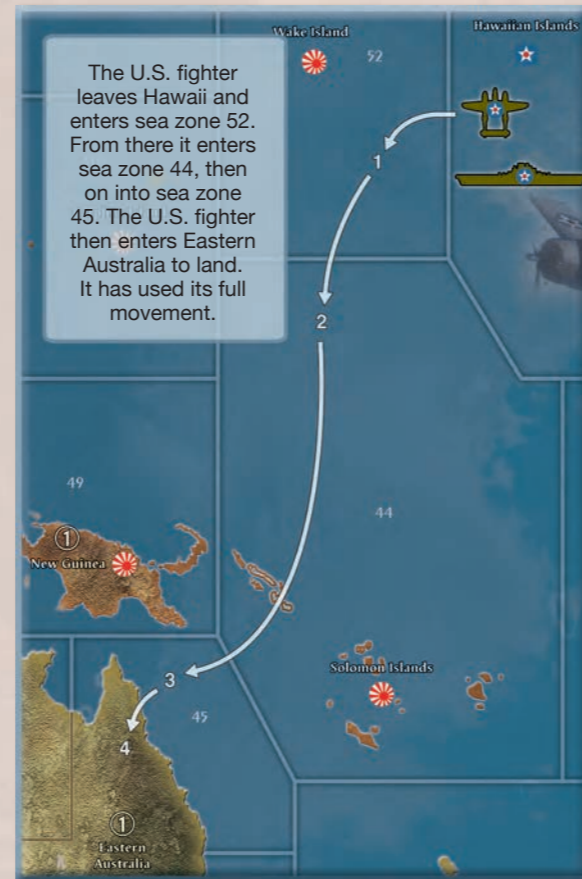 Wake Island
52
Hawaiian Islands
The U.S. fighter
leaves Hawaii and
enters sea zone 52.
From there it enters
sea zone 44, then
on into sea zone
45. The U.S. fighter
then enters Eastern
Australia to land.
It has used its full
movement.
1
2
49
44
1
New Guinea
3
Solomon Islands
45
4
1
Eastern
Australia